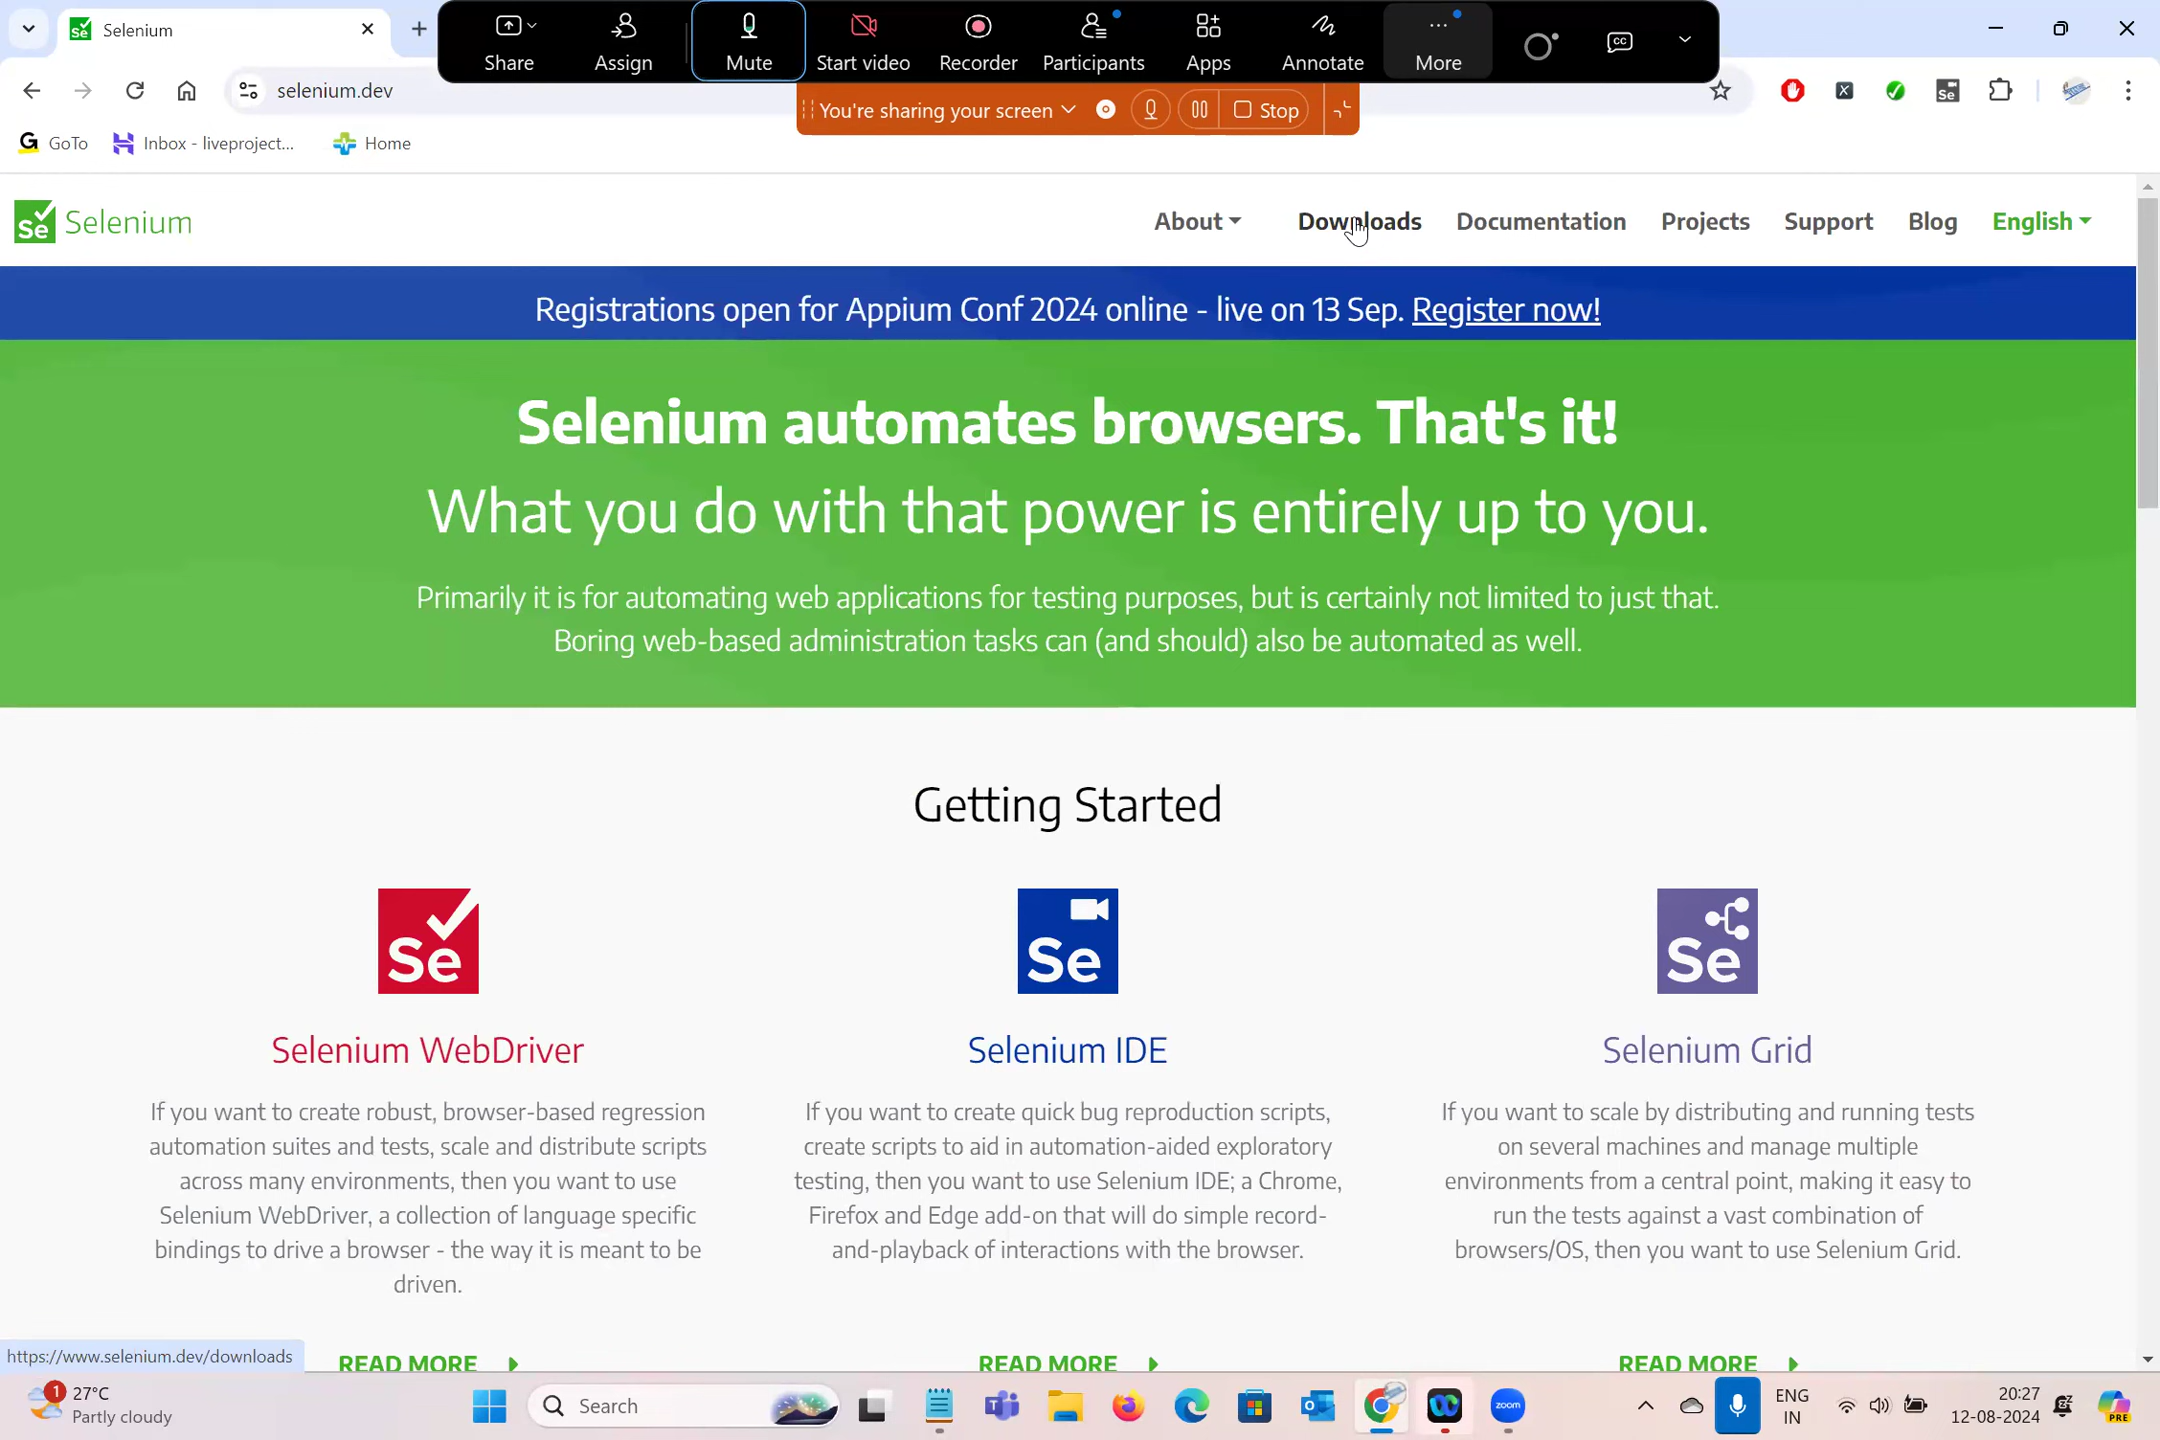 Selenium
Share
Assign
Mute
Start video
Recorder
Participants
Apps
Annotate
More
CC
selenium.dev
You're sharing your screen
Stop
X
Se
G
GoTo
Inbox - liveproject...
Home
Se
Selenium
About
Downloads
Documentation
Projects
Support
Blog
English
Registrations open for Appium Conf 2024 online - live on 13 Sep. Register now!
Selenium automates browsers. That's it!
What you do with that power is entirely up to you.
Primarily it is for automating web applications for testing purposes, but is certainly not limited to just that.
Boring web-based administration tasks can (and should) also be automated as well.
Getting Started
Se
Selenium WebDriver
If you want to create robust, browser-based regression
automation suites and tests, scale and distribute scripts
across many environments, then you want to use
Selenium WebDriver, a collection of language specific
bindings to drive a browser - the way it is meant to be
driven.
READ MORE
Se
Selenium IDE
If you want to create quick bug reproduction scripts,
create scripts to aid in automation-aided exploratory
testing, then you want to use Selenium IDE; a Chrome,
Firefox and Edge add-on that will do simple record-
and-playback of interactions with the browser.
READ MORE
Se
Selenium Grid
If you want to scale by distributing and running tests
on several machines and manage multiple
environments from a central point, making it easy to
run the tests against a vast combination of
browsers/OS, then you want to use Selenium Grid.
READ MORE
https://www.selenium.dev/downloads
1
27°C
Partly cloudy
Search
zoom
ENG
IN
20:27
12-08-2024
PRE